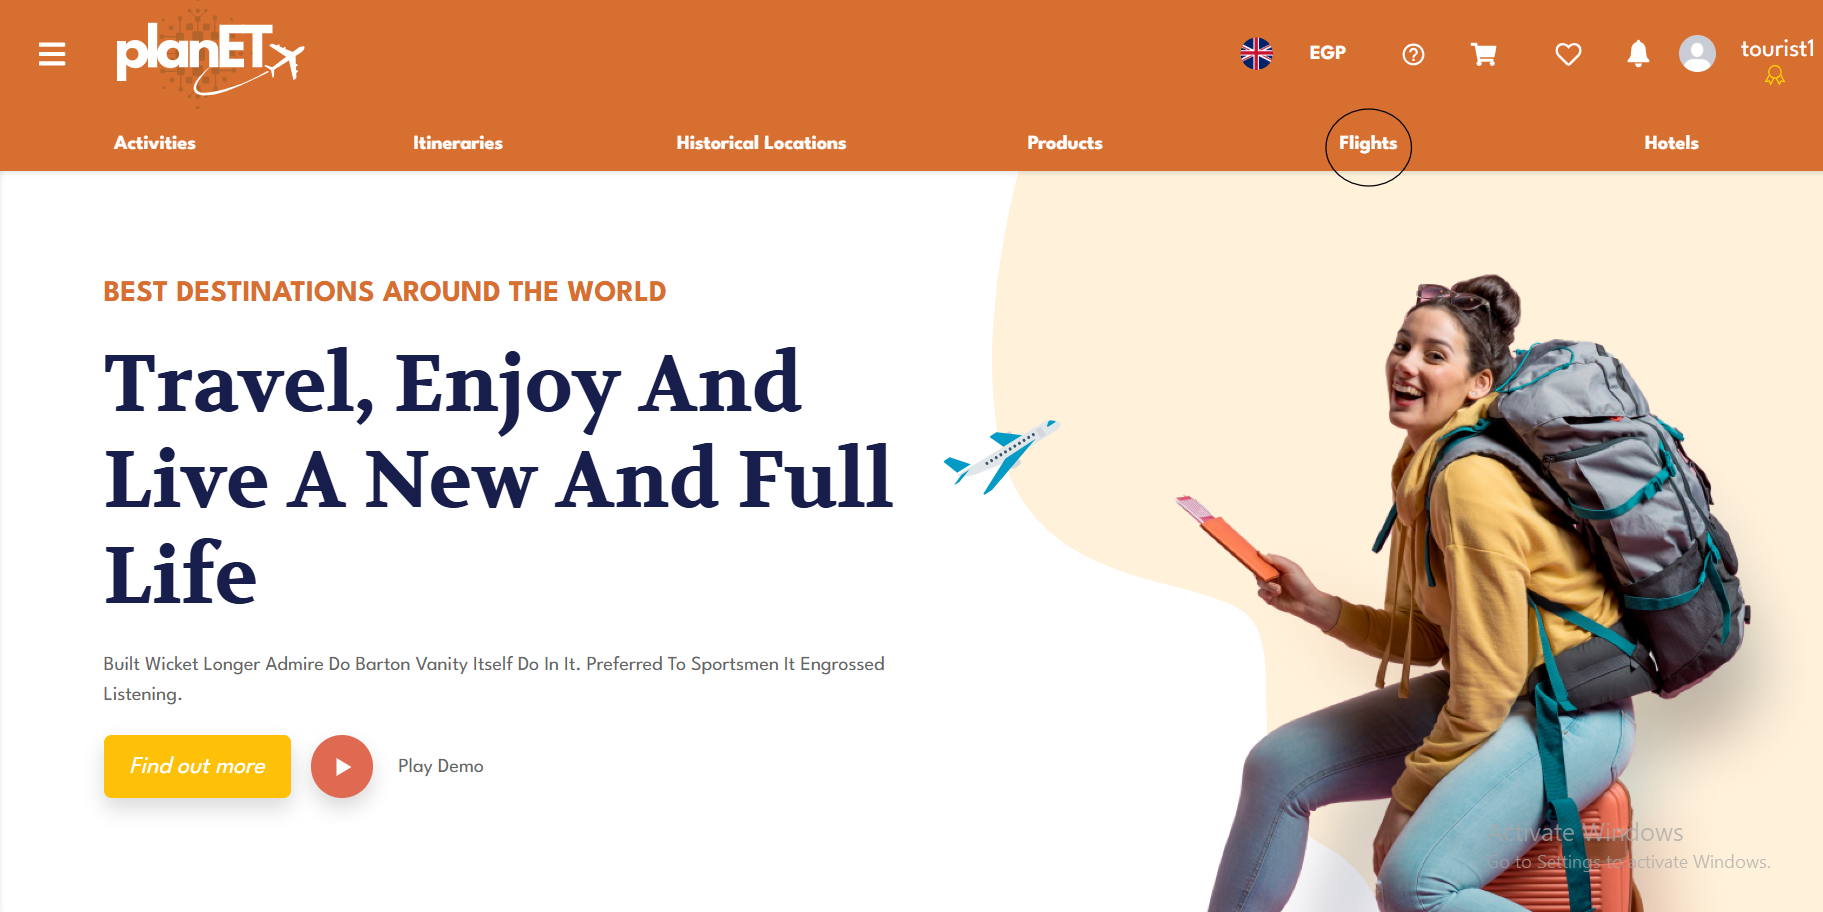 planET
EGP
tourist1
Activities
Itineraries
Historical Locations
Products
Flights
Hotels
BEST DESTINATIONS AROUND THE WORLD
Travel, Enjoy And
Live A New And Full
Life
Built Wicket Longer Admire Do Barton Vanity Itself Do In It. Preferred To Sportsmen It Engrossed
Listening.
Find out more
Play Demo
Activate Windows
Go to Settings to activate Windows.